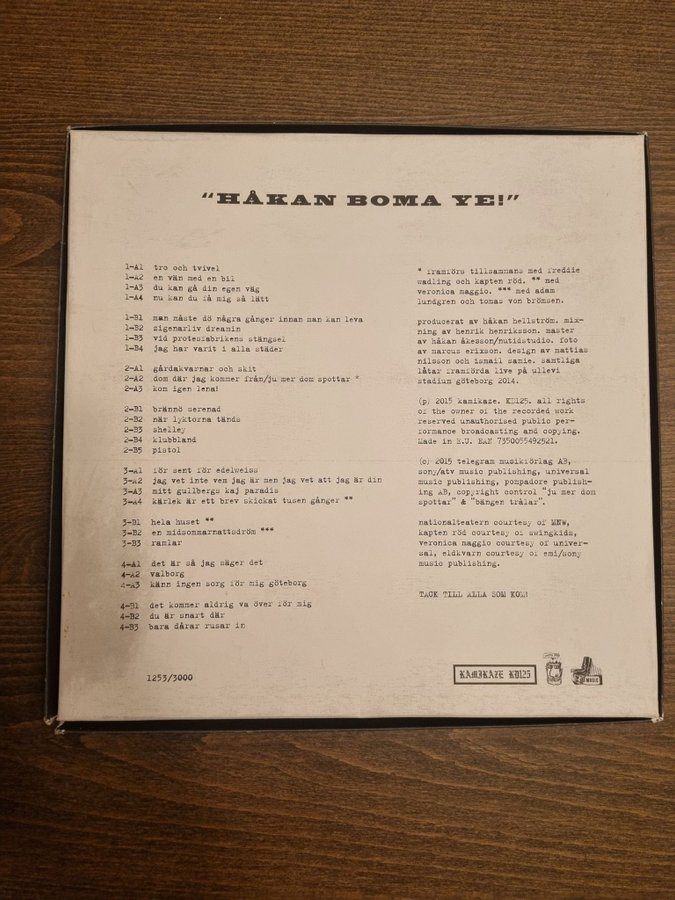 “HÅKAN BOMA YE!”
1-A1 tro och tvivel
1-A2 en vän med en bil
1-A3 du kan gå din egen väg
1-A4 nu kan du få mig så lätt
1-B1 man måste dö några gånger innan man kan leva
1-B2 zigenarliv dreamin
1-B3 vid protesfabrikens stängsel
1-B4 jag har varit i alla städer
2-A1 gårdakvarnar och skit
2-A2 dom där jag kommer från/ju mer dom spottar *
2-A3 kom igen lena!
2-B1 brännö serenad
2-B2 när lyktorna tänds
2-B3 shelley
2-B4 klubbland
2-B5 pistol
3-A1 för sent för edelweiss
3-A2 jag vet inte vem jag är men jag vet att jag är din
3-A3 mitt gullbergs kaj paradis
3-A4 kärlek är ett brev skickat tusen gånger **
3-B1 hela huset **
3-B2 en midsommarnattsdröm ***
3-B3 ramlar
4-A1 det är så jag säger det
4-A2 valborg
4-A3 känn ingen sorg för mig göteborg
4-B1 det kommer aldrig va över för mig
4-B2 du är snart där
4-B3 bara dårar rusar in
1253/3000
* framförs tillsammans med freddie
wadling och kapten röd. ** med
veronica maggio. *** med adam
lundgren och tomas von brömsen.
producerat av håkan hellström. mix-
ning av henrik henriksson. master
av håkan åkesson/nutidstudio. foto
av marcus erixson. design av mattias
nilsson och ismail samie. samtliga
låtar framförda live på ullevi
stadium göteborg 2014.
(p) 2015 kamikaze. KD125. all rights
of the owner of the recorded work
reserved unauthorised public per-
formance broadcasting and copying.
Made in E.U. EAN 7350055492521.
(c) 2015 telegram musikförlag AB,
sony/atv music publishing, universal
music publishing, pompadore publish-
ing AB, copyright control “ju mer dom
spottar” & “bängen trålar”.
nationalteatern courtesy of MNW,
kapten röd courtesy of swingkids,
veronica maggio courtesy of univer-
sal, eldkvarn courtesy of emi/sony
music publishing.
TACK TILL ALLA SOM KOM!
KAMIKAZE KD125
MUSIC